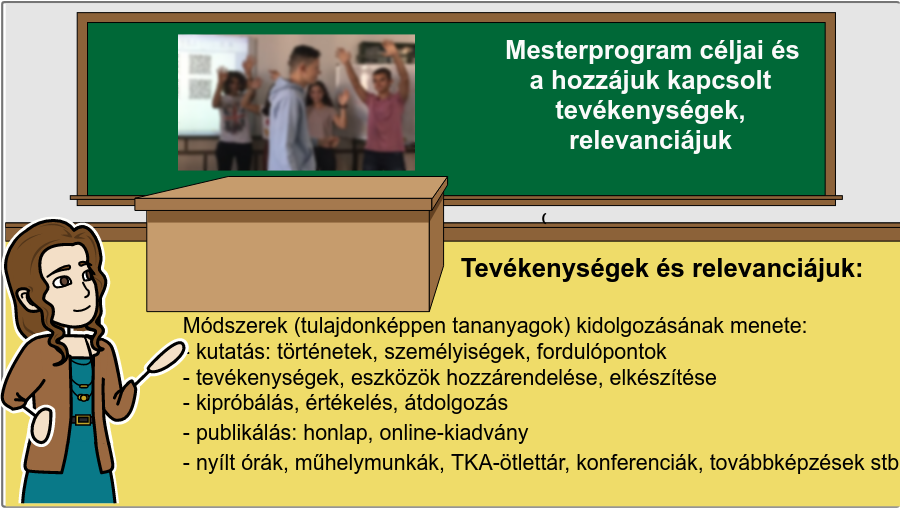 Mesterprogram céljai és
a hozzájuk kapcsolt
tevékenységek,
relevanciájuk
(
Tevékenységek és relevanciájuk:
Módszerek (tulajdonképpen tananyagok) kidolgozásának menete:
- kutatás: történetek, személyiségek, fordulópontok
- tevékenységek, eszközök hozzárendelése, elkészítése
- kipróbálás, értékelés, átdolgozás
- publikálás: honlap, online-kiadvány
- nyílt órák, műhelymunkák, TKA-ötlettár, konferenciák, továbbképzések stb